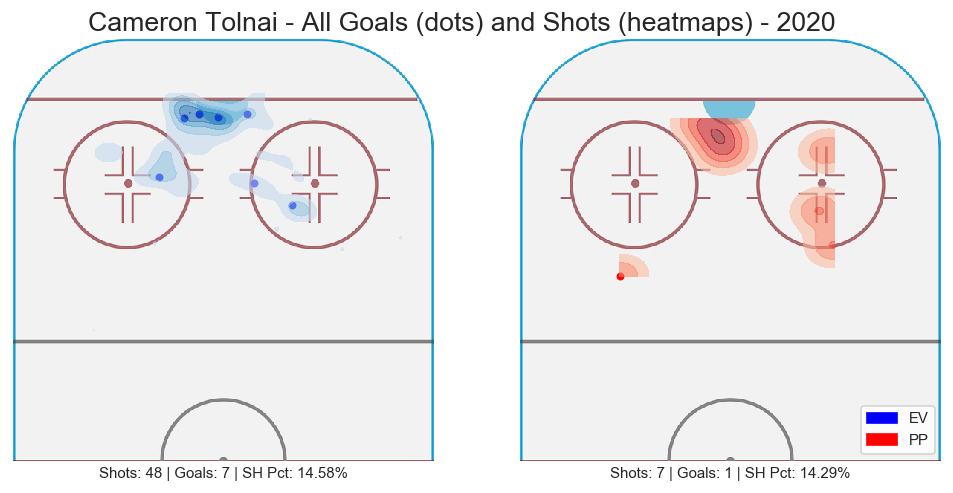 Cameron Tolnai - All Goals (dots) and Shots (heatmaps) - 2020
EV
PP
Shots: 48 | Goals: 7 | SH Pct: 14.58%
Shots: 7 | Goals: 1 | SH Pct: 14.29%